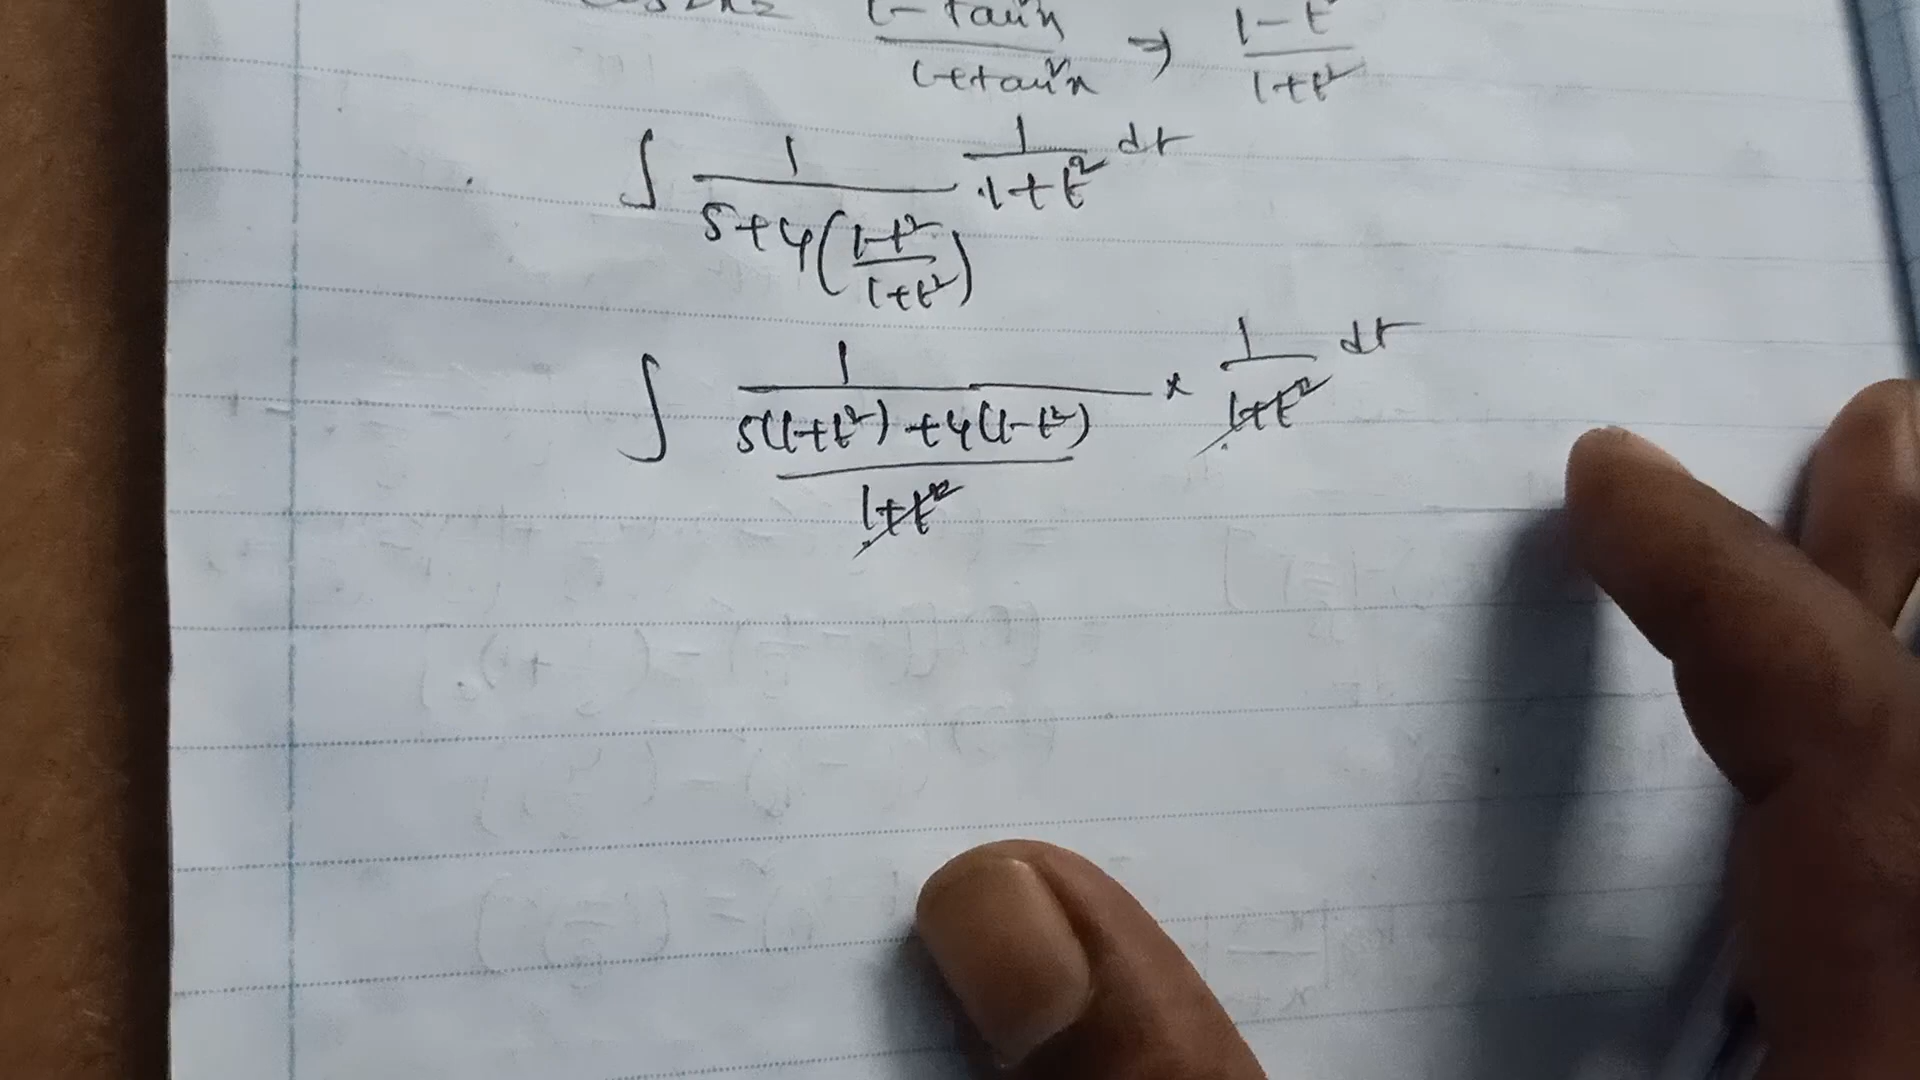 cos2x= 1-tan²x / 1+tan²x ⇒ 1-t² / 1+t²
∫ 1 / 5+4(1-t² / 1+t²) 1 / 1+t² dt
∫ 1 / 5(1+t²)+4(1-t²) / 1+t² × 1 / 1+t² dt